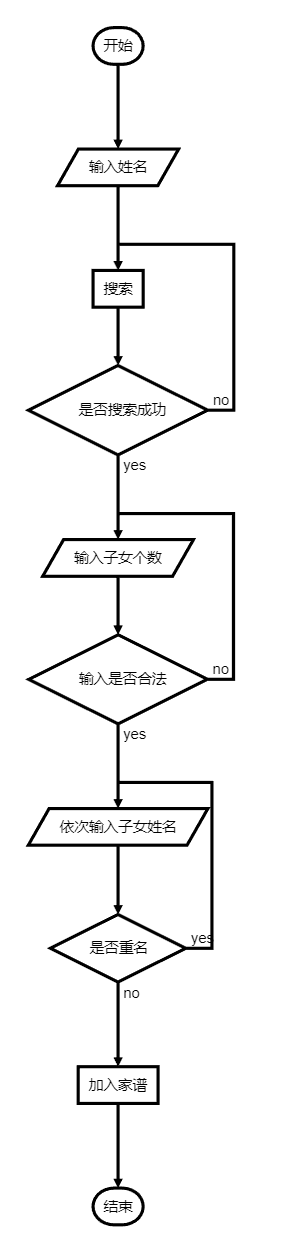 开始
输入姓名
搜索
是否搜索成功
no
yes
输入子女个数
输入是否合法
no
yes
依次输入子女姓名
是否重名
yes
no
加入家谱
结束